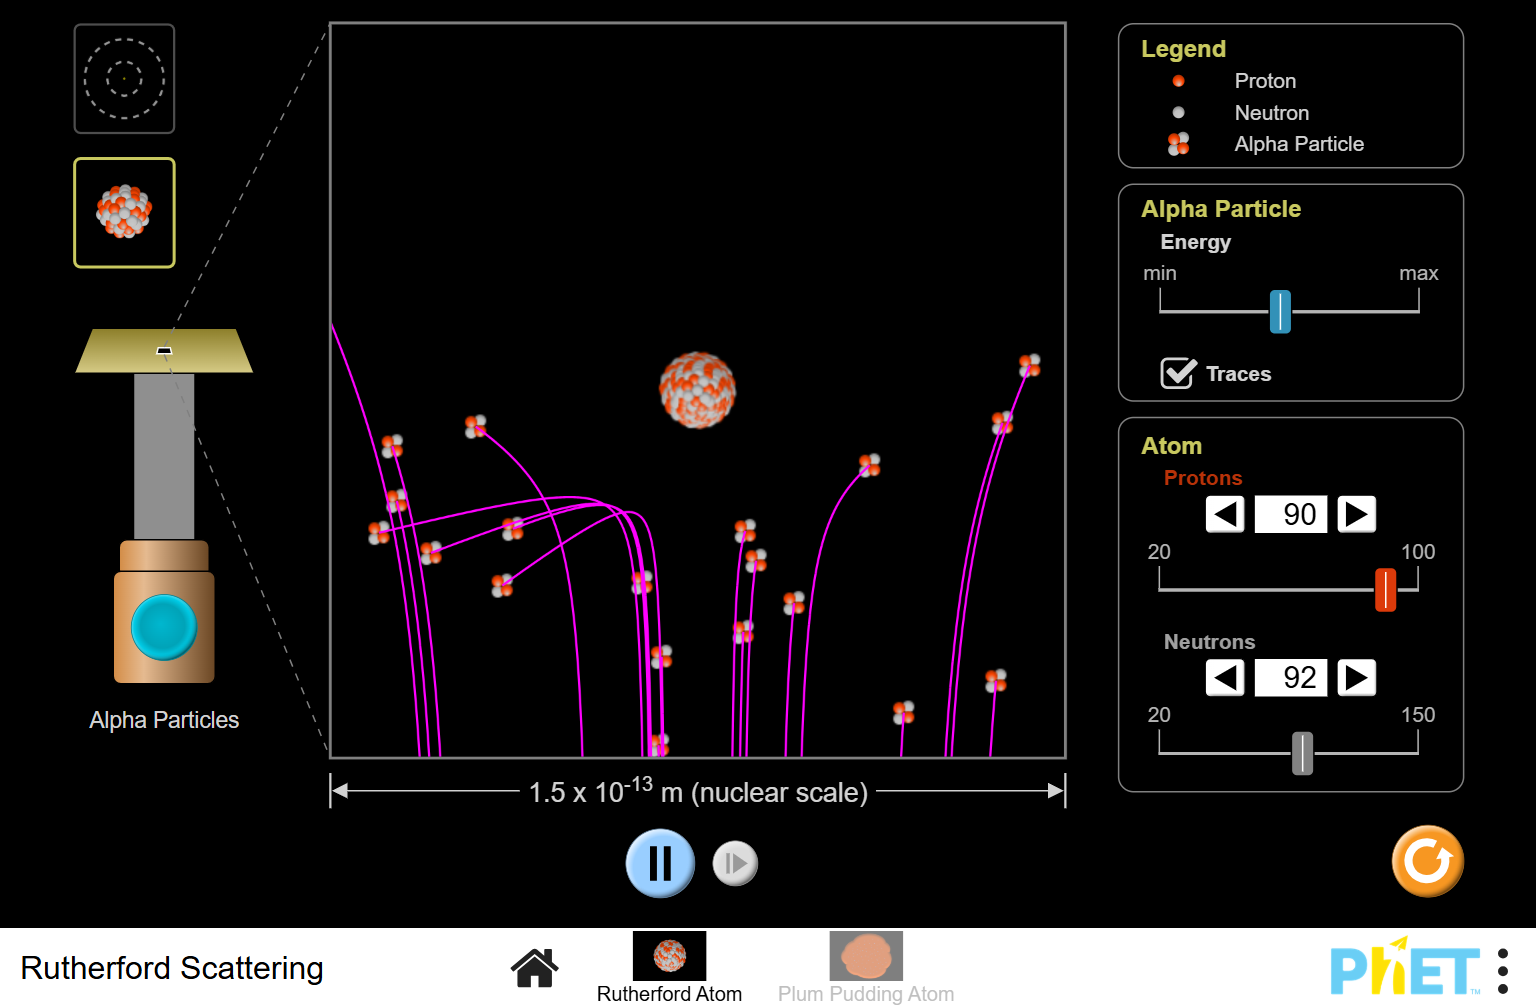 Legend
Proton
Neutron
Alpha Particle
Alpha Particle
Energy
min max
Traces
Atom
Protons
90
20 100
Neutrons
92
20 150
Alpha Particles
1.5 x 10⁻¹³ m (nuclear scale)
Rutherford Scattering
Rutherford Atom
Plum Pudding Atom
PhET™